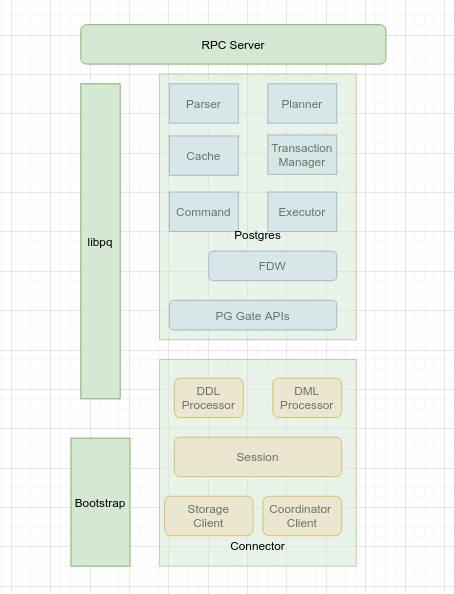 RPC Server
libpq
Parser
Planner
Cache
Transaction
Manager
Command
Executor
Postgres
FDW
PG Gate APIs
DDL
Processor
DML
Processor
Session
Bootstrap
Storage
Client
Coordinator
Client
Connector